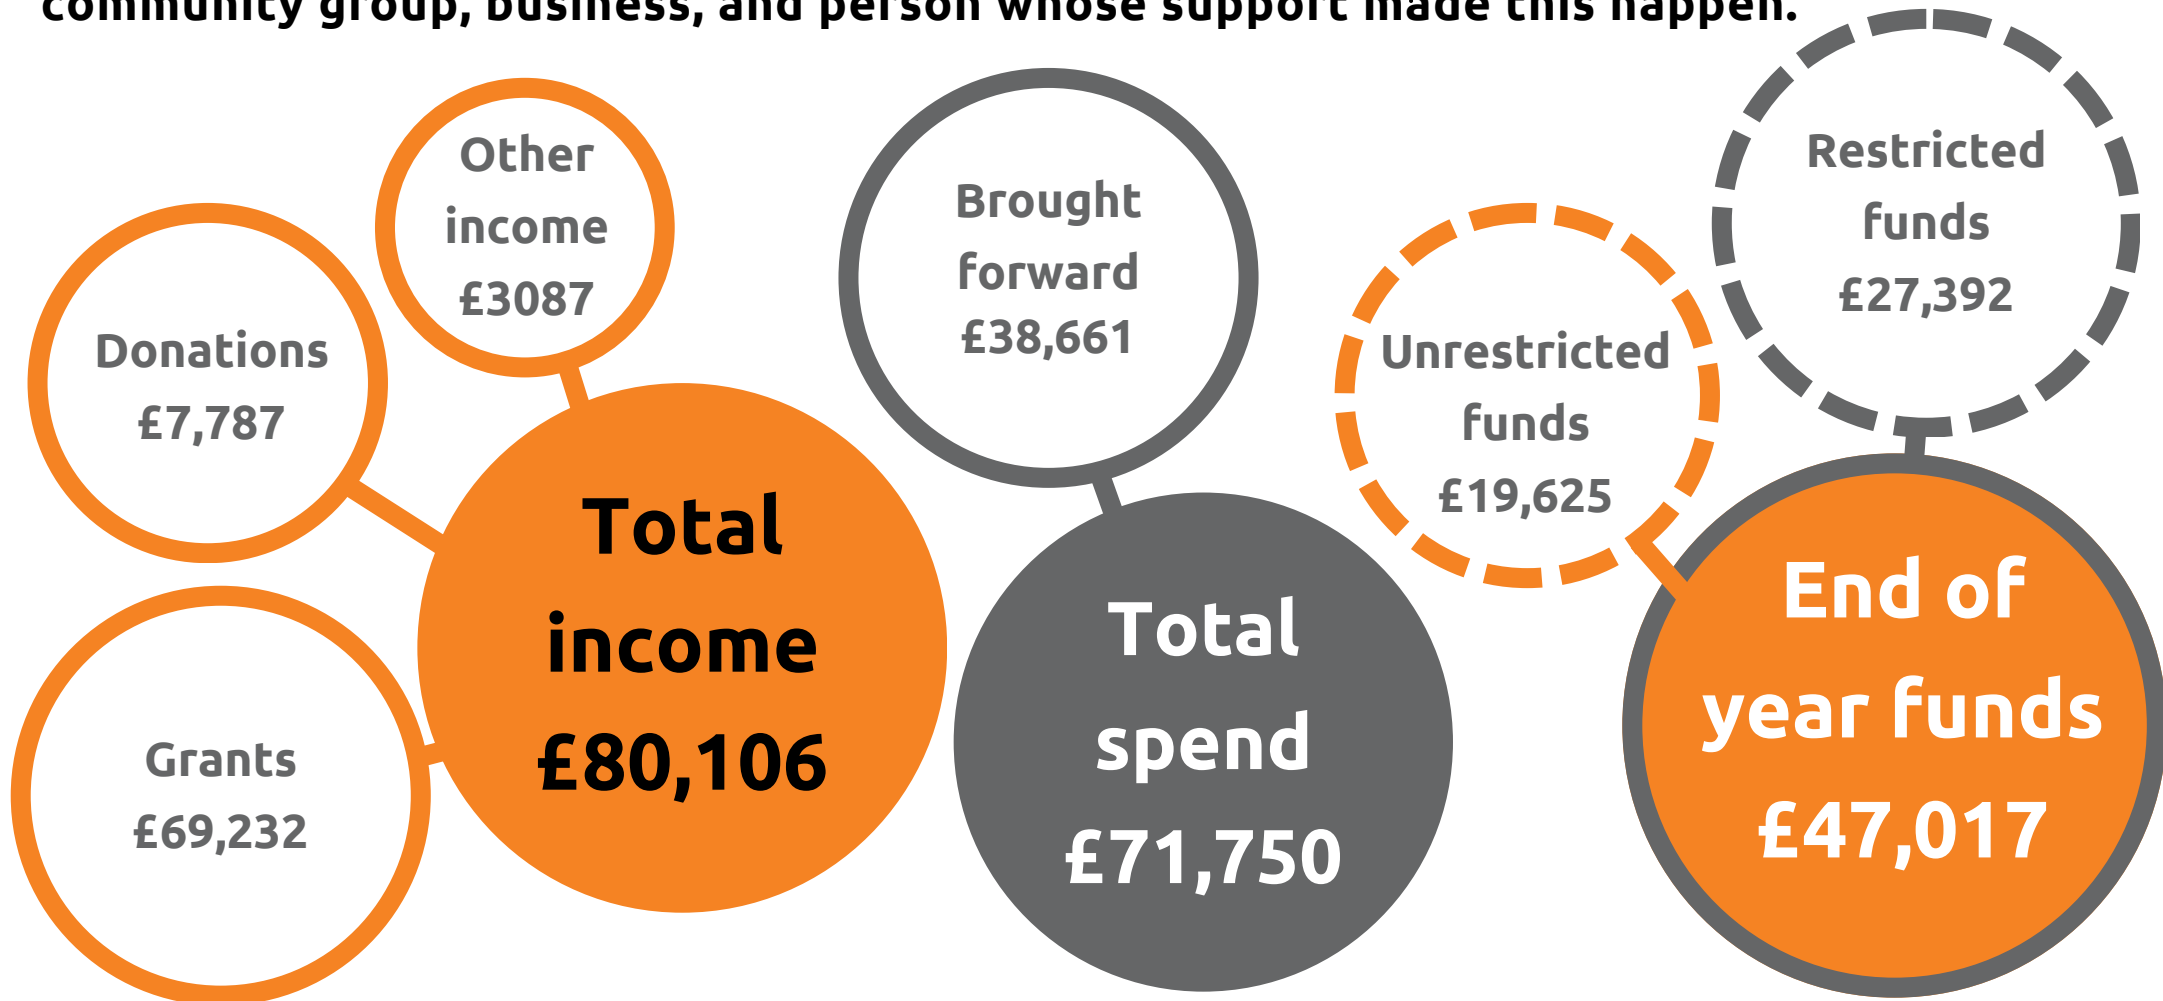 community group, business, and person whose support made this happen.
Other
income
£3087
Donations
£7,787
Grants
£69,232
Total
income
£80,106
Brought
forward
£38,661
Total
spend
£71,750
Unrestricted
funds
£19,625
Restricted
funds
£27,392
End of
year funds
£47,017